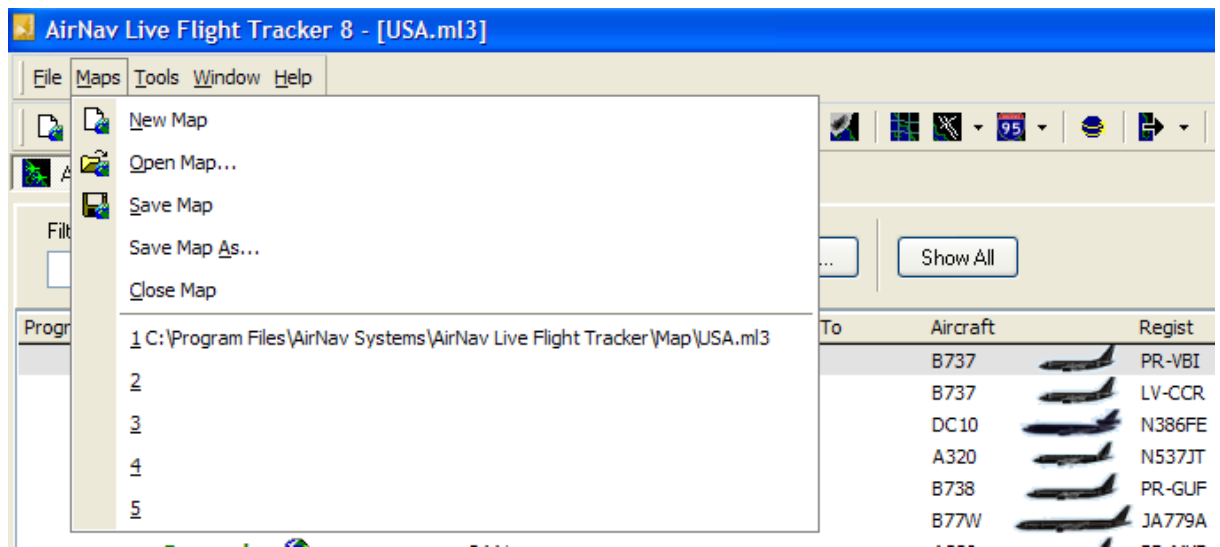 AirNav Live Flight Tracker 8 - [USA.ml3]
File Maps Tools Window Help
New Map
95
Open Map...
A
Save Map
Filt
Save Map As...
...
Show All
Close Map
Progr
To
Aircraft
Regist
1 C:\Program Files\AirNav Systems\AirNav Live Flight Tracker\Map\USA.ml3
B737 PR-VBI
2
B737 LV-CCR
3
DC10 N386FE
4
A320 N537JT
B738 PR-GUF
5
B77W JA779A